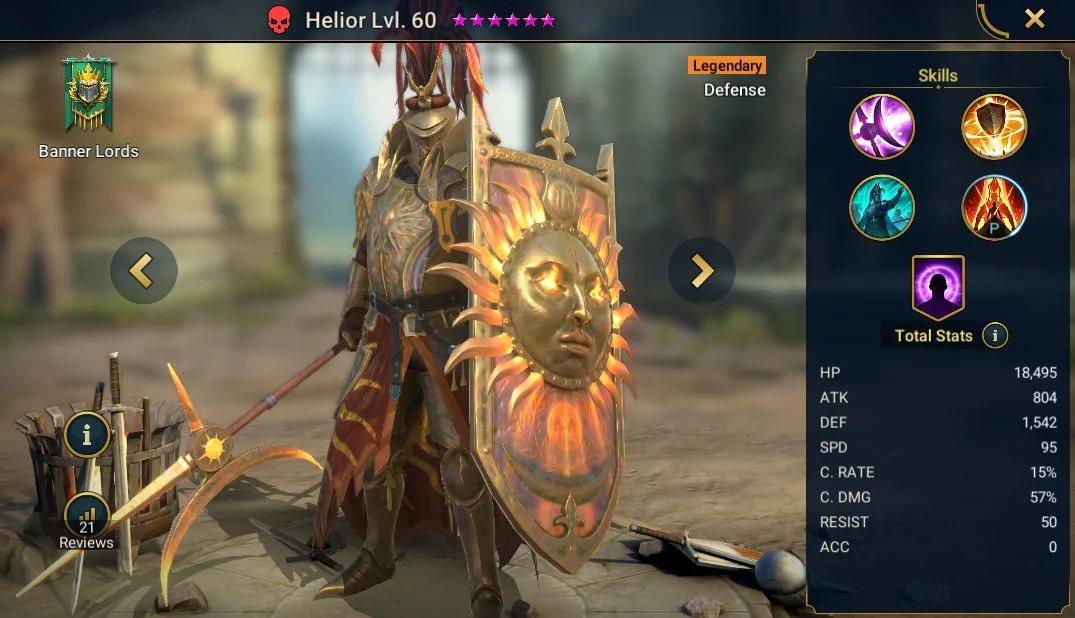 Helior Lvl. 60
Legendary
Defense
Banner Lords
21
Reviews
Skills
P
Total Stats
HP 18,495
ATK 804
DEF 1,542
SPD 95
C. RATE 15%
C. DMG 57%
RESIST 50
ACC 0